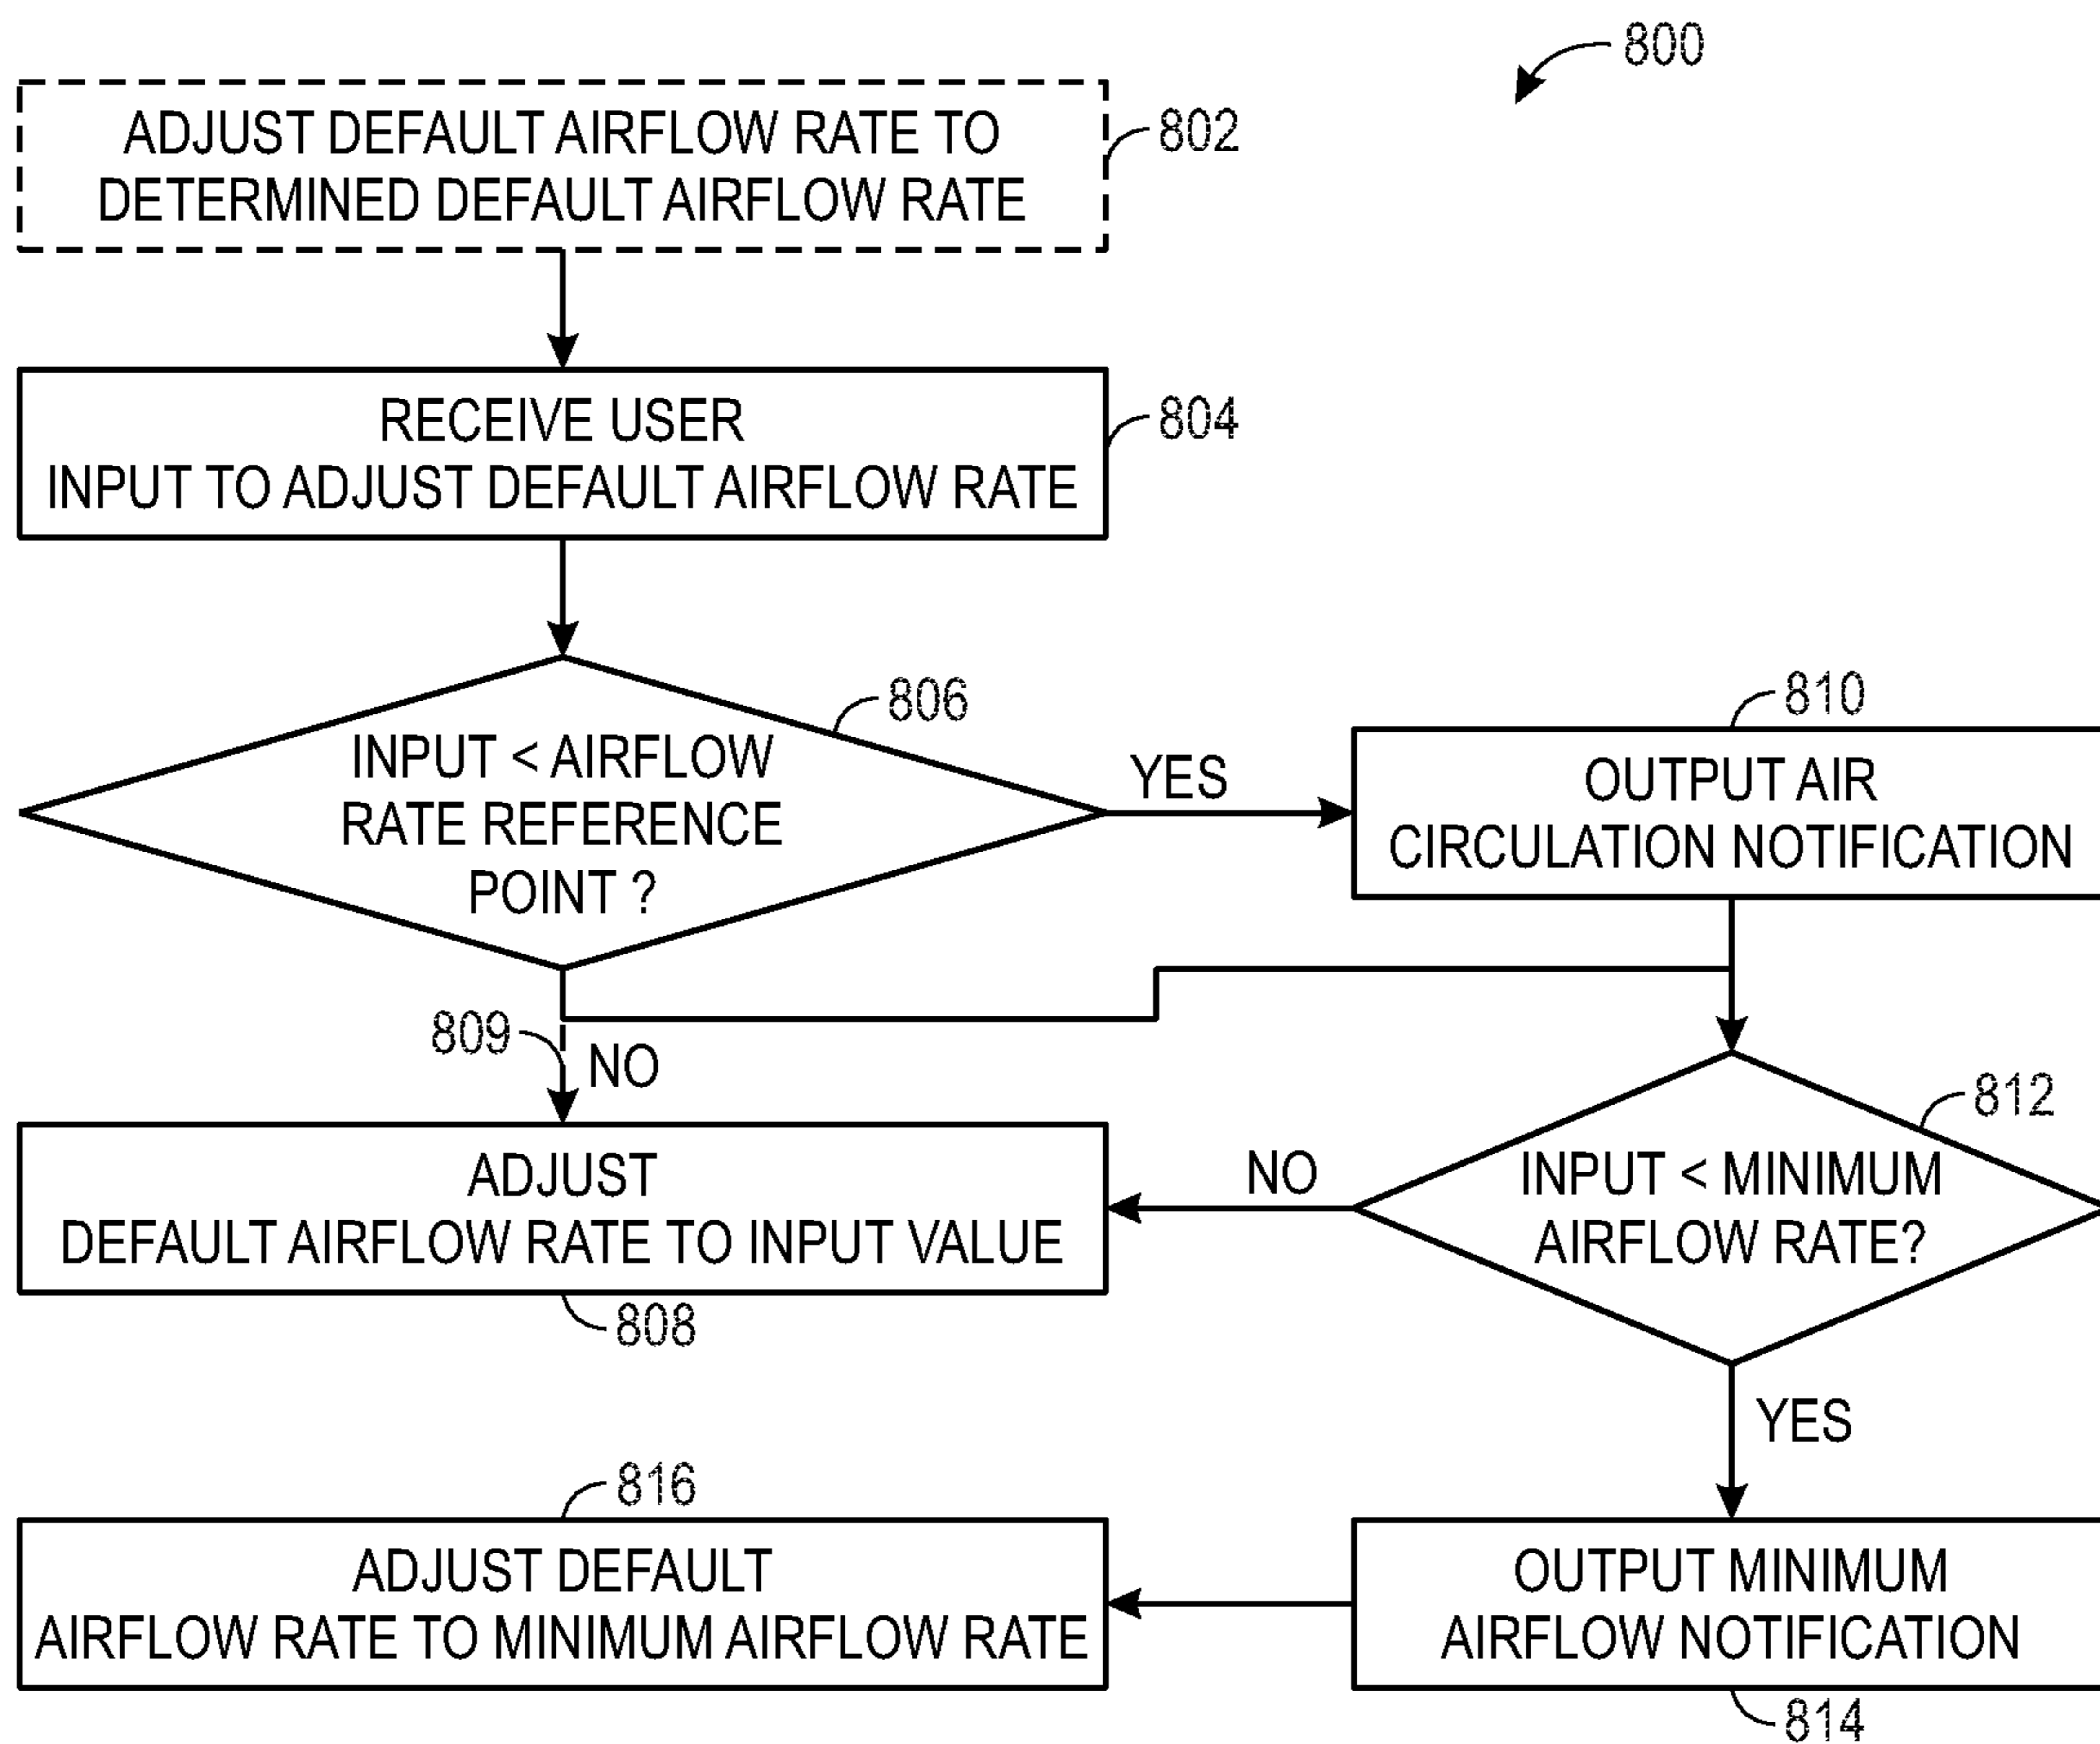 800
ADJUST DEFAULT AIRFLOW RATE TO
DETERMINED DEFAULT AIRFLOW RATE
802
RECEIVE USER
INPUT TO ADJUST DEFAULT AIRFLOW RATE
804
806
INPUT < AIRFLOW
RATE REFERENCE
POINT ?
YES
810
OUTPUT AIR
CIRCULATION NOTIFICATION
809
NO
812
INPUT < MINIMUM
AIRFLOW RATE?
NO
ADJUST
DEFAULT AIRFLOW RATE TO INPUT VALUE
808
YES
816
ADJUST DEFAULT
AIRFLOW RATE TO MINIMUM AIRFLOW RATE
OUTPUT MINIMUM
AIRFLOW NOTIFICATION
814